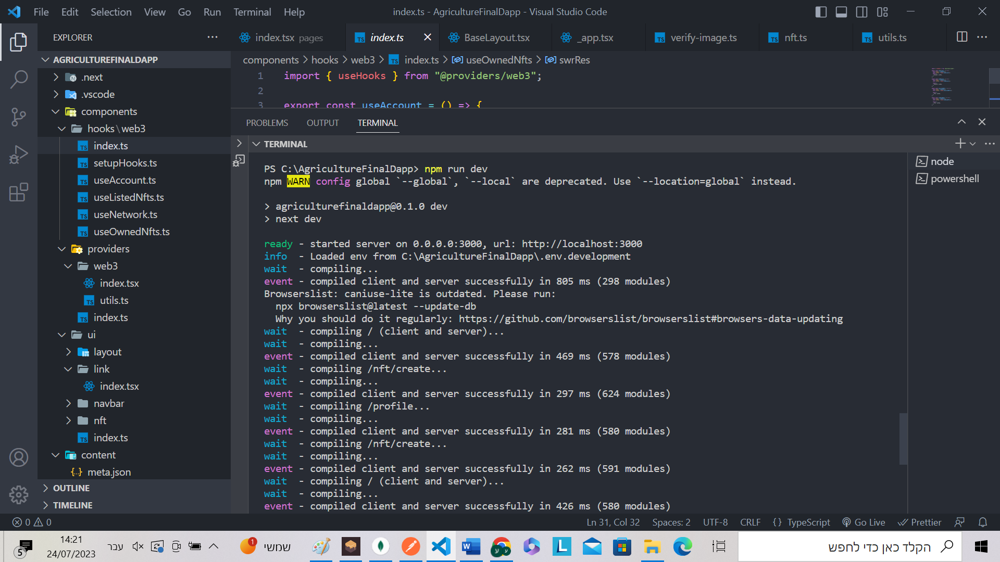 File Edit Selection View Go Run Terminal Help
index.ts - AgricultureFinalDapp - Visual Studio Code
EXPLORER
index.tsx pages
index.ts
BaseLayout.tsx
_app.tsx
verify-image.ts
nft.ts
utils.ts
AGRICULTUREFINALDAPP
.next
.vscode
components
hooks\web3
index.ts
setupHooks.ts
useAccount.ts
useListedNfts.ts
useNetwork.ts
useOwnedNfts.ts
providers
web3
index.tsx
utils.ts
index.ts
ui
layout
link
index.tsx
navbar
nft
index.ts
content
meta.json
OUTLINE
TIMELINE
components > hooks > web3 > index.ts > useOwnedNfts > swrRes
1 import { useHooks } from "@providers/web3";
2
3 export const useAccount = () => {
PROBLEMS OUTPUT TERMINAL
TERMINAL
node
powershell
PS C:\AgricultureFinalDapp> npm run dev
npm WARN config global `--global`, `--local` are deprecated. Use `--location=global` instead.
> agriculturefinaldapp@0.1.0 dev
> next dev
ready - started server on 0.0.0.0:3000, url: http://localhost:3000
info  - Loaded env from C:\AgricultureFinalDapp\.env.development
wait  - compiling...
event - compiled client and server successfully in 805 ms (298 modules)
Browserslist: caniuse-lite is outdated. Please run:
  npx browserslist@latest --update-db
  Why you should do it regularly: https://github.com/browserslist/browserslist#browsers-data-updating
wait  - compiling / (client and server)...
wait  - compiling...
event - compiled client and server successfully in 469 ms (578 modules)
wait  - compiling /nft/create...
wait  - compiling...
event - compiled client and server successfully in 297 ms (624 modules)
wait  - compiling /profile...
wait  - compiling...
event - compiled client and server successfully in 281 ms (580 modules)
wait  - compiling /nft/create...
wait  - compiling...
event - compiled client and server successfully in 262 ms (591 modules)
wait  - compiling / (client and server)...
wait  - compiling...
event - compiled client and server successfully in 426 ms (580 modules)
0 0
Ln 31, Col 32 Spaces: 2 UTF-8 CRLF {} TypeScript Go Live Prettier
5
14:21
24/07/2023
עבר
1
שמשי
הקלד כאן כדי לחפש